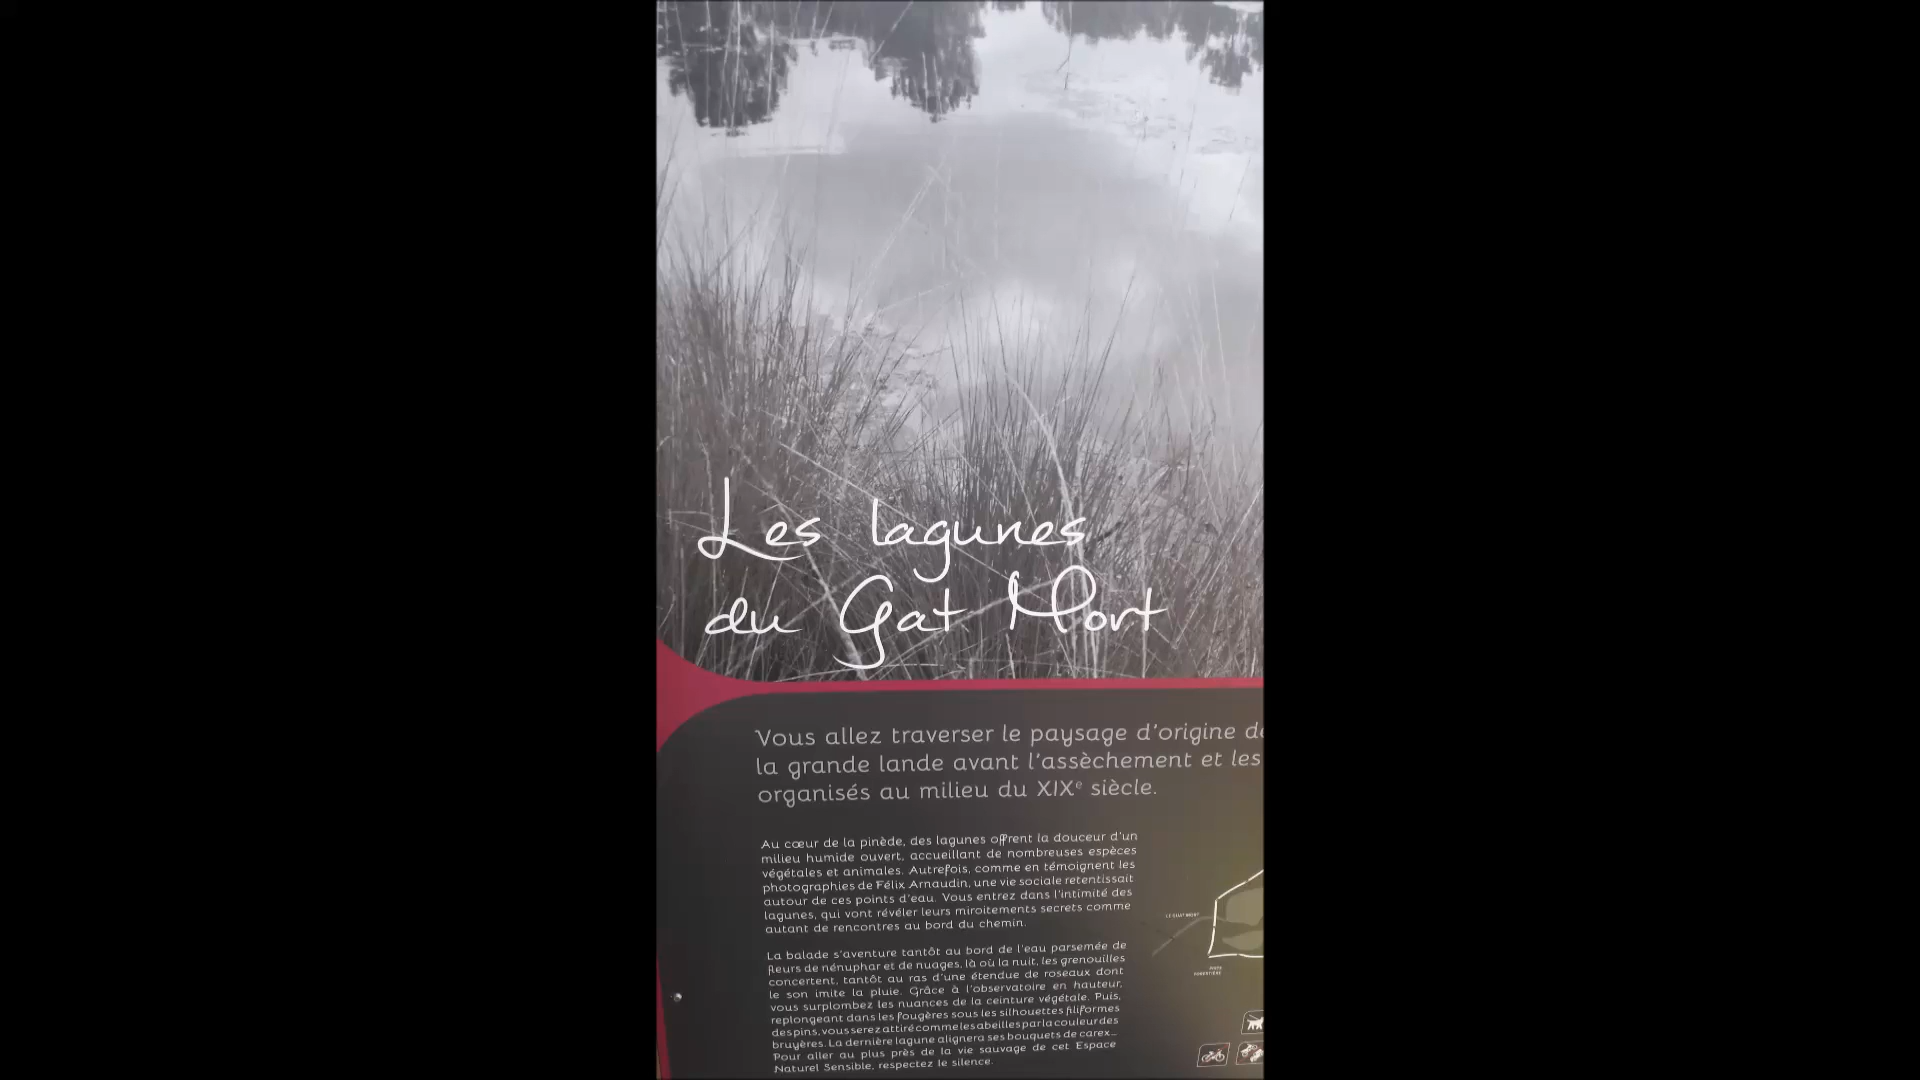 Les lagunes
du Gat Mort
Vous allez traverser le paysage d'origine de
la grande lande avant l'assèchement et les
organisés au milieu du XIXe siècle.
Au cœur de la pinède, des lagunes offrent la douceur d'un
milieu humide ouvert, accueillant de nombreuses espèces
végétales et animales. Autrefois, comme en témoignent les
photographies de Félix Arnaudin, une vie sociale retentissait
autour de ces points d'eau. Vous entrez dans l'intimité des
lagunes, qui vont révéler leurs miroitements secrets comme
autant de rencontres au bord du chemin.
La balade s'aventure tantôt au bord de l'eau parsemée de
fleurs de nénuphar et de nuages, là où la nuit, les grenouilles
concertent, tantôt au ras d'une étendue de roseaux dont
le son imite la pluie. Grâce à l'observatoire en hauteur,
vous surplombez les nuances de la ceinture végétale. Puis,
replongeant dans les fougères sous les silhouettes filiformes
des pins, vous serez attiré comme les abeilles par la couleur des
bruyères. La dernière lagune alignera ses bouquets de carex...
Pour aller au plus près de la vie sauvage de cet Espace
Naturel Sensible, respectez le silence.
LE GUAT MORT
PISTE
FORESTIÈRE